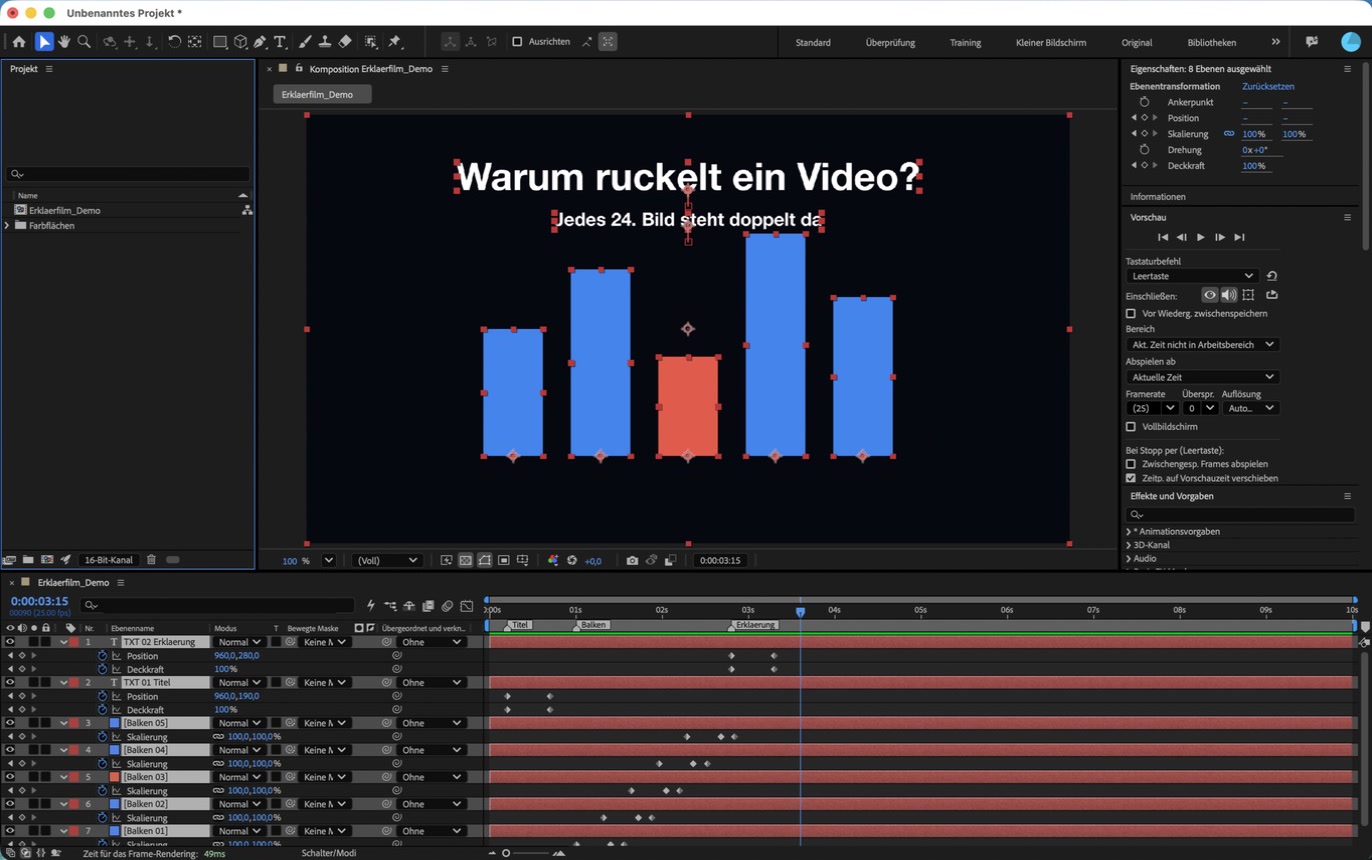 Unbenanntes Projekt *
Ausrichten
Standard
Überprüfung
Training
Kleiner Bildschirm
Original
Bibliotheken
Projekt
Name
Erklaerfilm_Demo
Farbflächen
16-Bit-Kanal
Komposition Erklaerfilm_Demo
Erklaerfilm_Demo
Warum ruckelt ein Video?
Jedes 24. Bild steht doppelt da
100 %
(Voll)
+0,0
0:00:03:15
Eigenschaften: 8 Ebenen ausgewählt
Ebenentransformation Zurücksetzen
Ankerpunkt – –
Position – –
Skalierung 100% 100%
Drehung 0x+0°
Deckkraft 100%
Informationen
Vorschau
Tastaturbefehl
Leertaste
Einschließen:
Vor Wiederg. zwischenspeichern
Bereich
Akt. Zeit nicht in Arbeitsbereich
Abspielen ab
Aktuelle Zeit
Framerate Überspr. Auflösung
(25) 0 Auto...
Vollbildschirm
Bei Stopp per (Leertaste):
Zwischengesp. Frames abspielen
Zeitp. auf Vorschauzeit verschieben
Effekte und Vorgaben
* Animationsvorgaben
3D-Kanal
Audio
Erklaerfilm_Demo
0:00:03:15
00090 (25.00 fps)
Nr. Ebenenname Modus T Bewegte Maske Übergeordnet und verkn...
01s 02s 03s 04s 05s 06s 07s 08s 09s 10s
Titel Balken Erklaerung
1 T TXT 02 Erklaerung Normal Keine M Ohne
Position 960,0,280,0
Deckkraft 100%
2 T TXT 01 Titel Normal Keine M Ohne
Position 960,0,190,0
Deckkraft 100%
3 [Balken 05] Normal Keine M Ohne
Skalierung 100,0,100,0%
4 [Balken 04] Normal Keine M Ohne
Skalierung 100,0,100,0%
5 [Balken 03] Normal Keine M Ohne
Skalierung 100,0,100,0%
6 [Balken 02] Normal Keine M Ohne
Skalierung 100,0,100,0%
7 [Balken 01] Normal Keine M Ohne
Skalierung 100,0,100,0%
Zeit für das Frame-Rendering: 49ms
Schalter/Modi